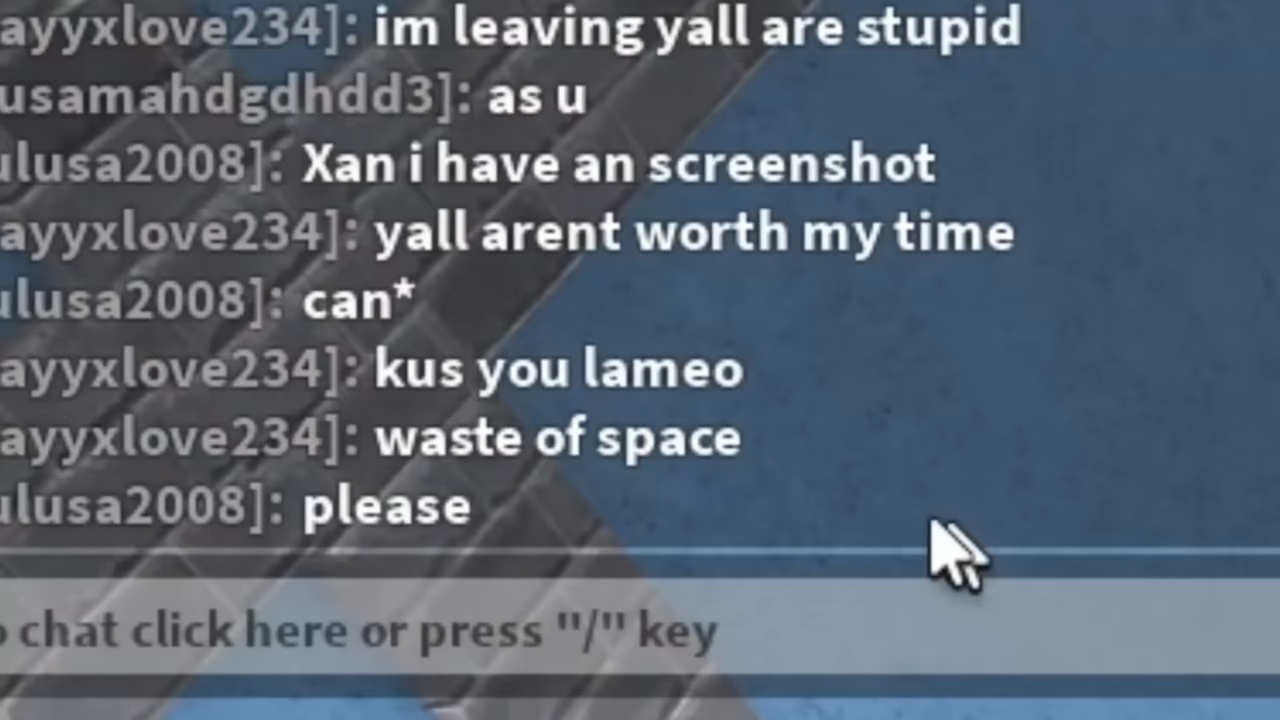 ayyxlove234]: im leaving yall are stupid
usamahdgdhdd3]: as u
ulusa2008]: Xan i have an screenshot
ayyxlove234]: yall arent worth my time
ulusa2008]: can*
ayyxlove234]: kus you lameo
ayyxlove234]: waste of space
ulusa2008]: please
o chat click here or press "/" key